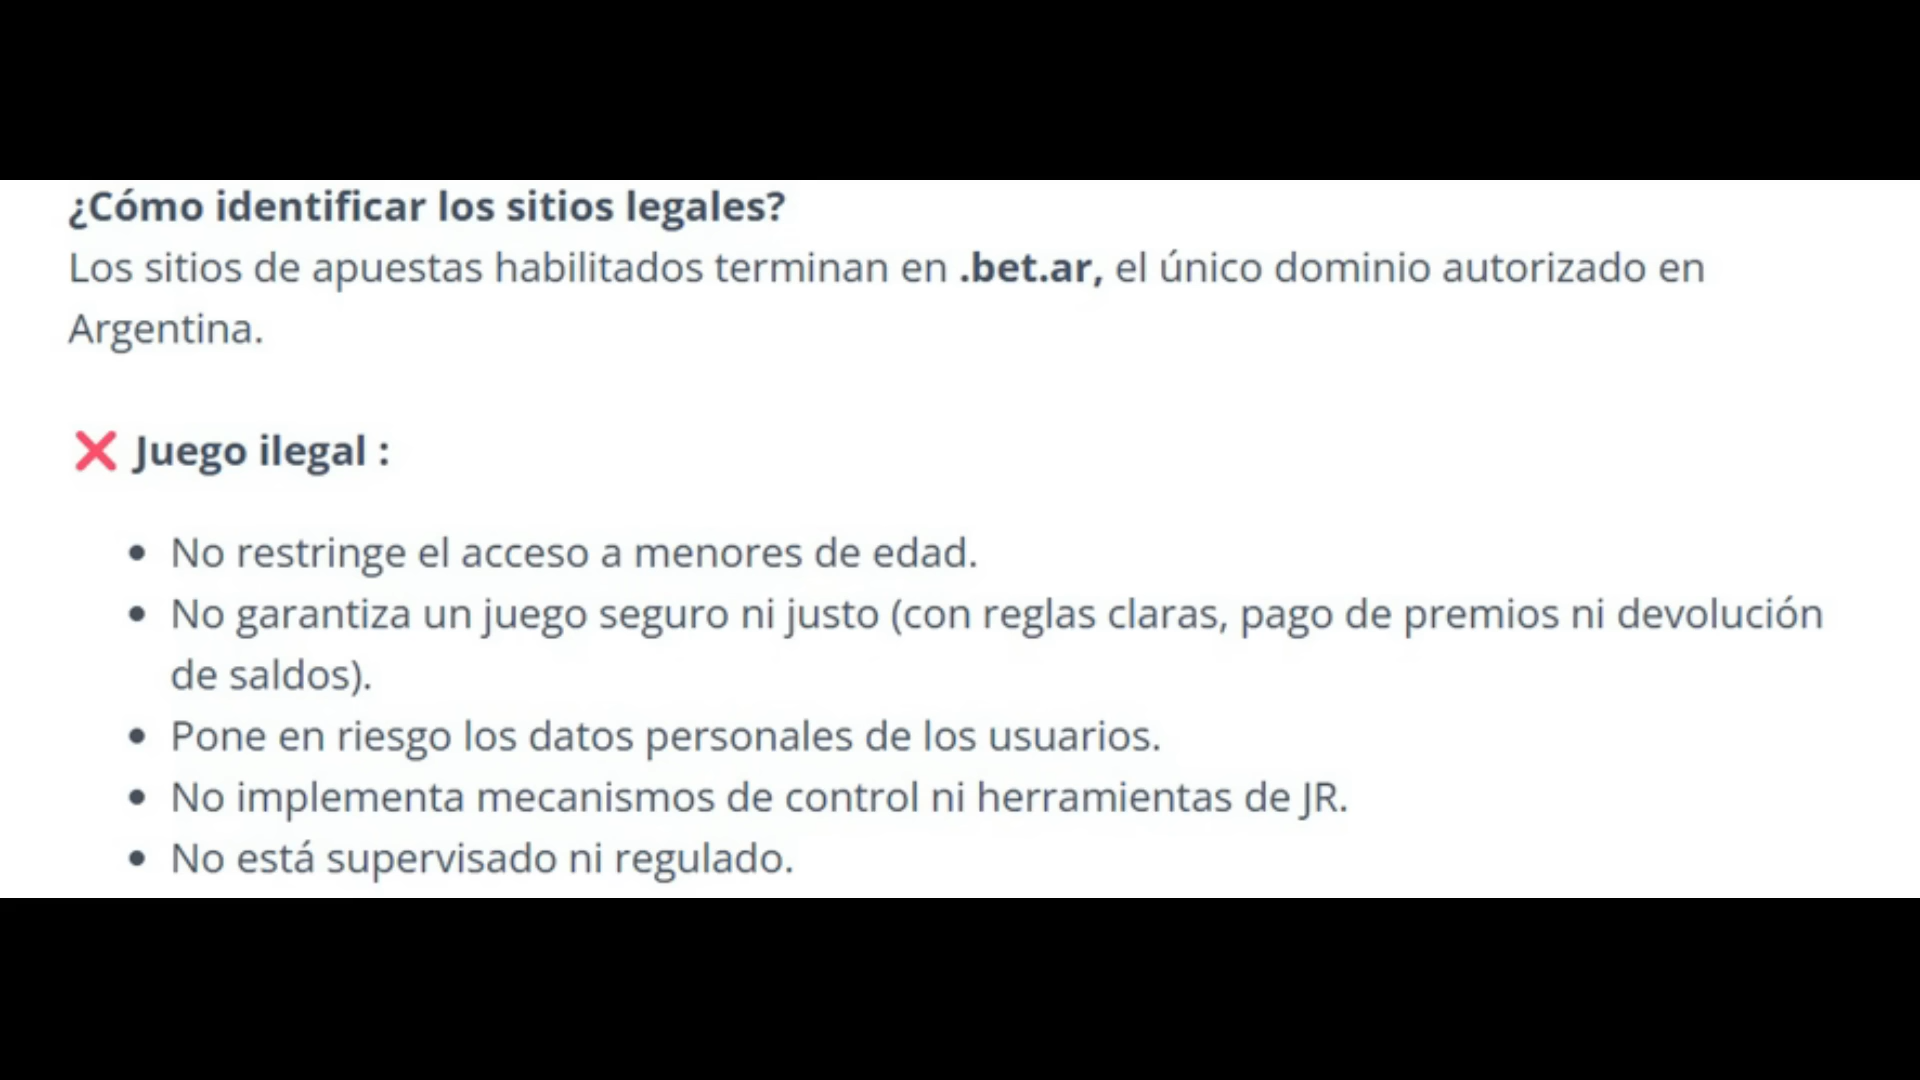 ¿Cómo identificar los sitios legales?
Los sitios de apuestas habilitados terminan en .bet.ar, el único dominio autorizado en
Argentina.
❌ Juego ilegal :
• No restringe el acceso a menores de edad.
• No garantiza un juego seguro ni justo (con reglas claras, pago de premios ni devolución
de saldos).
• Pone en riesgo los datos personales de los usuarios.
• No implementa mecanismos de control ni herramientas de JR.
• No está supervisado ni regulado.